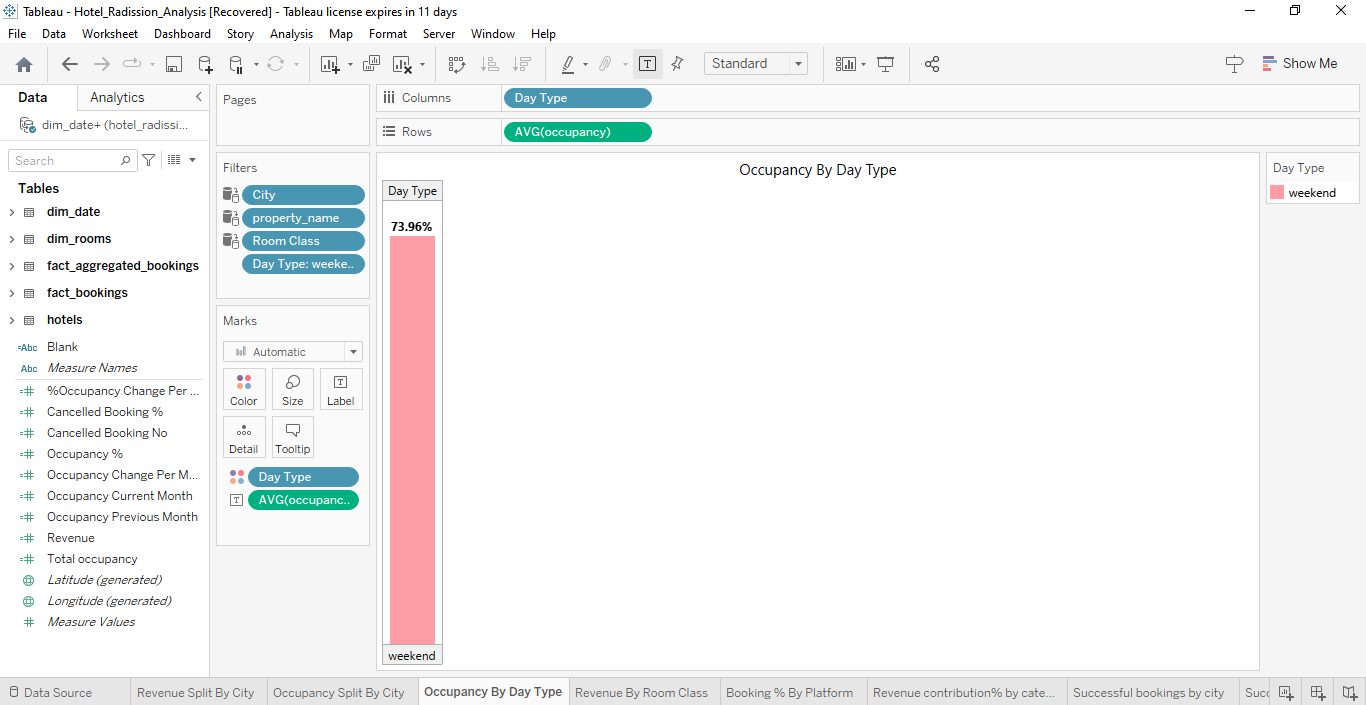 Tableau - Hotel_Radission_Analysis [Recovered] - Tableau license expires in 11 days
File Data Worksheet Dashboard Story Analysis Map Format Server Window Help
Standard
Show Me
Data Analytics
dim_date+ (hotel_radissi...
Search
Tables
dim_date
dim_rooms
fact_aggregated_bookings
fact_bookings
hotels
=Abc Blank
Abc Measure Names
%Occupancy Change Per ...
Cancelled Booking %
Cancelled Booking No
Occupancy %
Occupancy Change Per M...
Occupancy Current Month
Occupancy Previous Month
Revenue
Total occupancy
Latitude (generated)
Longitude (generated)
Measure Values
Pages
Filters
City
property_name
Room Class
Day Type: weeke..
Marks
Automatic
Color Size Label
Detail Tooltip
Day Type
AVG(occupanc..
Columns Day Type
Rows AVG(occupancy)
Occupancy By Day Type
Day Type
73.96%
weekend
Day Type
weekend
Data Source Revenue Split By City Occupancy Split By City Occupancy By Day Type Revenue By Room Class Booking % By Platform Revenue contribution% by cate... Successful bookings by city Succ